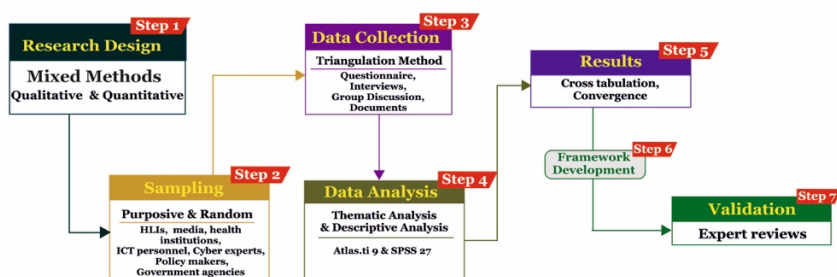 Step 1
Research Design
Mixed Methods
Qualitative & Quantitative
Step 2
Sampling
Purposive & Random
HLIs, media, health
institutions,
ICT personnel, Cyber experts,
Policy makers,
Government agencies
Step 3
Data Collection
Triangulation Method
Questionnaire,
Interviews,
Group Discussion,
Documents
Step 4
Data Analysis
Thematic Analysis
& Descriptive Analysis
Atlas.ti 9 & SPSS 27
Step 5
Results
Cross tabulation,
Convergence
Step 6
Framework
Development
Step 7
Validation
Expert reviews